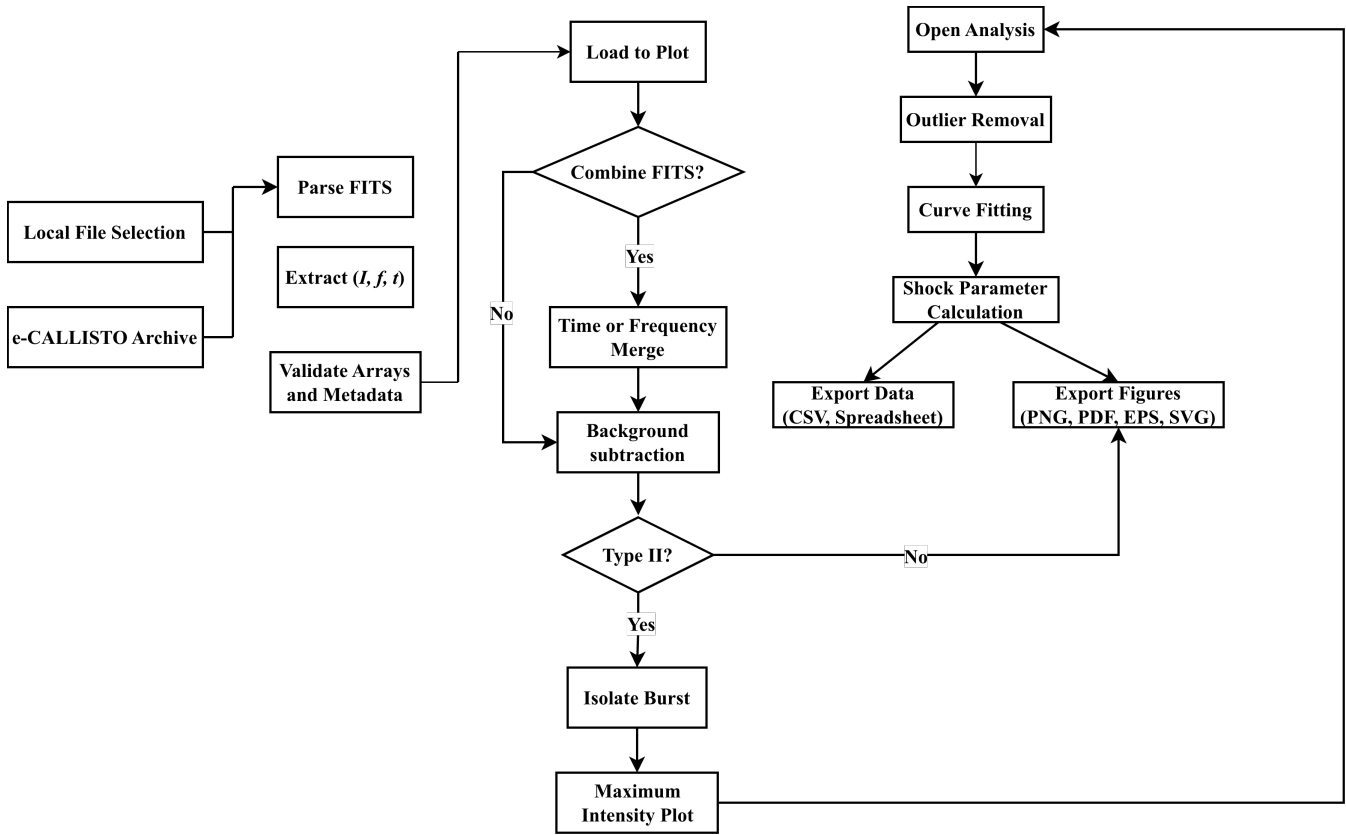 Local File Selection
e-CALLISTO Archive
Parse FITS
Extract (I, f, t)
Validate Arrays
and Metadata
Load to Plot
Combine FITS?
Yes
No
Time or Frequency
Merge
Background
subtraction
Type II?
No
Yes
Isolate Burst
Maximum
Intensity Plot
Open Analysis
Outlier Removal
Curve Fitting
Shock Parameter
Calculation
Export Data
(CSV, Spreadsheet)
Export Figures
(PNG, PDF, EPS, SVG)